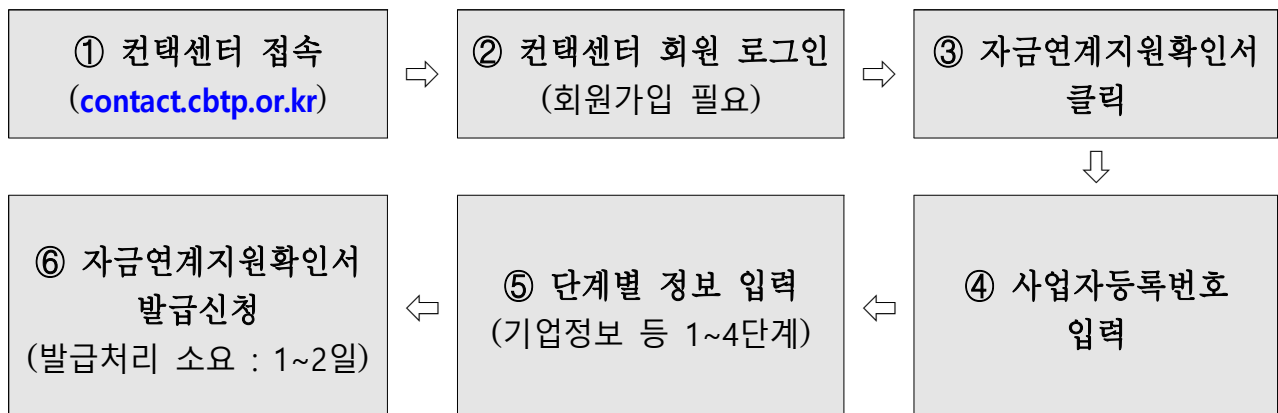 ① 컨택센터 접속
(contact.cbtp.or.kr)
⇨
② 컨택센터 회원 로그인
(회원가입 필요)
⇨
③ 자금연계지원확인서
클릭
⇩
④ 사업자등록번호
입력
⇦
⑤ 단계별 정보 입력
(기업정보 등 1~4단계)
⇦
⑥ 자금연계지원확인서
발급신청
(발급처리 소요 : 1~2일)